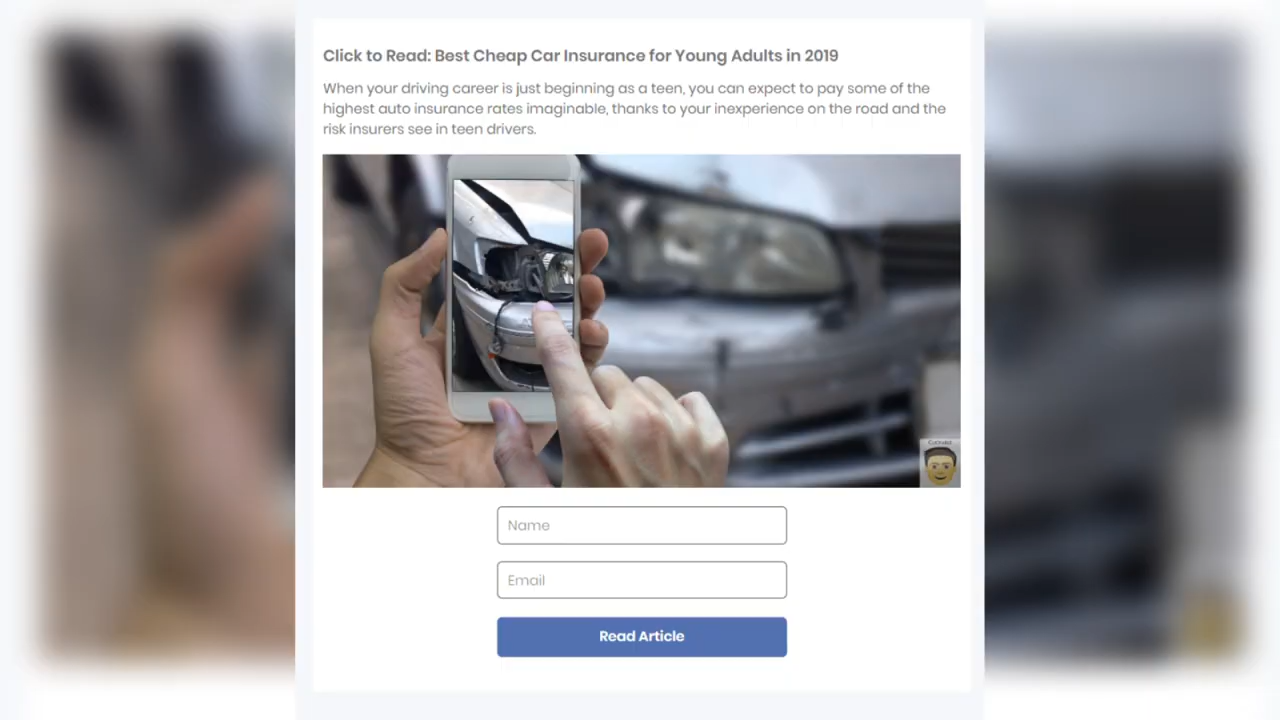 Click to Read: Best Cheap Car Insurance for Young Adults in 2019
When your driving career is just beginning as a teen, you can expect to pay some of the
highest auto insurance rates imaginable, thanks to your inexperience on the road and the
risk insurers see in teen drivers.
Name
Email
Read Article